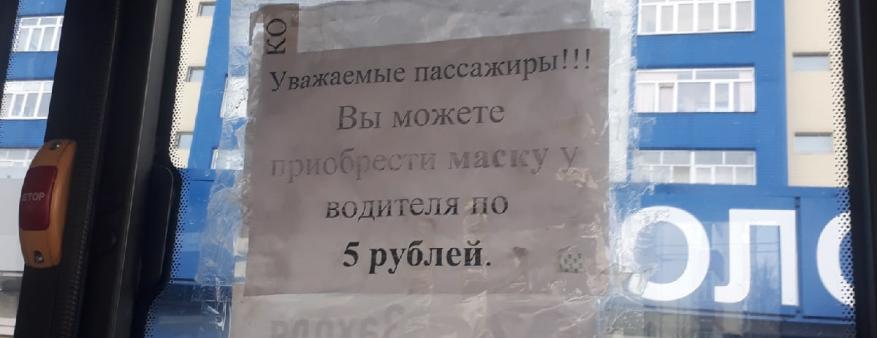 КО
Уважаемые пассажиры!!!
Вы можете
приобрести маску у
водителя по
5 рублей.
STOP
ОЛО